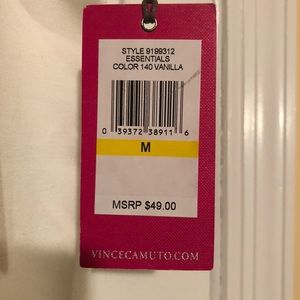 STYLE 9199312
ESSENTIALS
COLOR 140 VANILLA
0 39372 38911 6
M
MSRP $49.00
VINCECAMUTO.COM